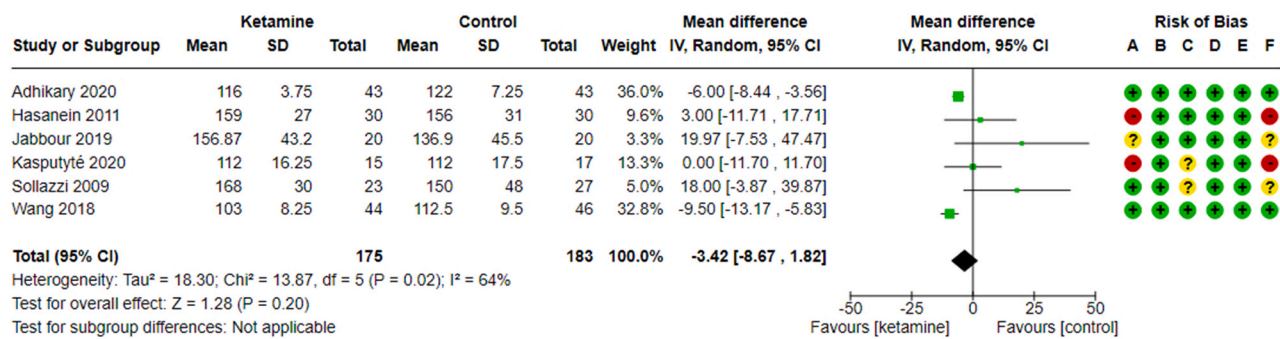 Ketamine Control Mean difference Mean difference Risk of Bias
Study or Subgroup Mean SD Total Mean SD Total Weight IV, Random, 95% CI IV, Random, 95% CI A B C D E F
Adhikary 2020 116 3.75 43 122 7.25 43 36.0% -6.00 [-8.44 , -3.56] + + + + + +
Hasanein 2011 159 27 30 156 31 30 9.6% 3.00 [-11.71 , 17.71] - + + + + -
Jabbour 2019 156.87 43.2 20 136.9 45.5 20 3.3% 19.97 [-7.53 , 47.47] ? + + + + ?
Kasputytė 2020 112 16.25 15 112 17.5 17 13.3% 0.00 [-11.70 , 11.70] - + ? + + -
Sollazzi 2009 168 30 23 150 48 27 5.0% 18.00 [-3.87 , 39.87] + + ? + + ?
Wang 2018 103 8.25 44 112.5 9.5 46 32.8% -9.50 [-13.17 , -5.83] + + + + + +
Total (95% CI) 175 183 100.0% -3.42 [-8.67 , 1.82]
Heterogeneity: Tau² = 18.30; Chi² = 13.87, df = 5 (P = 0.02); I² = 64%
Test for overall effect: Z = 1.28 (P = 0.20)
Test for subgroup differences: Not applicable
-50 -25 0 25 50
Favours [ketamine] Favours [control]